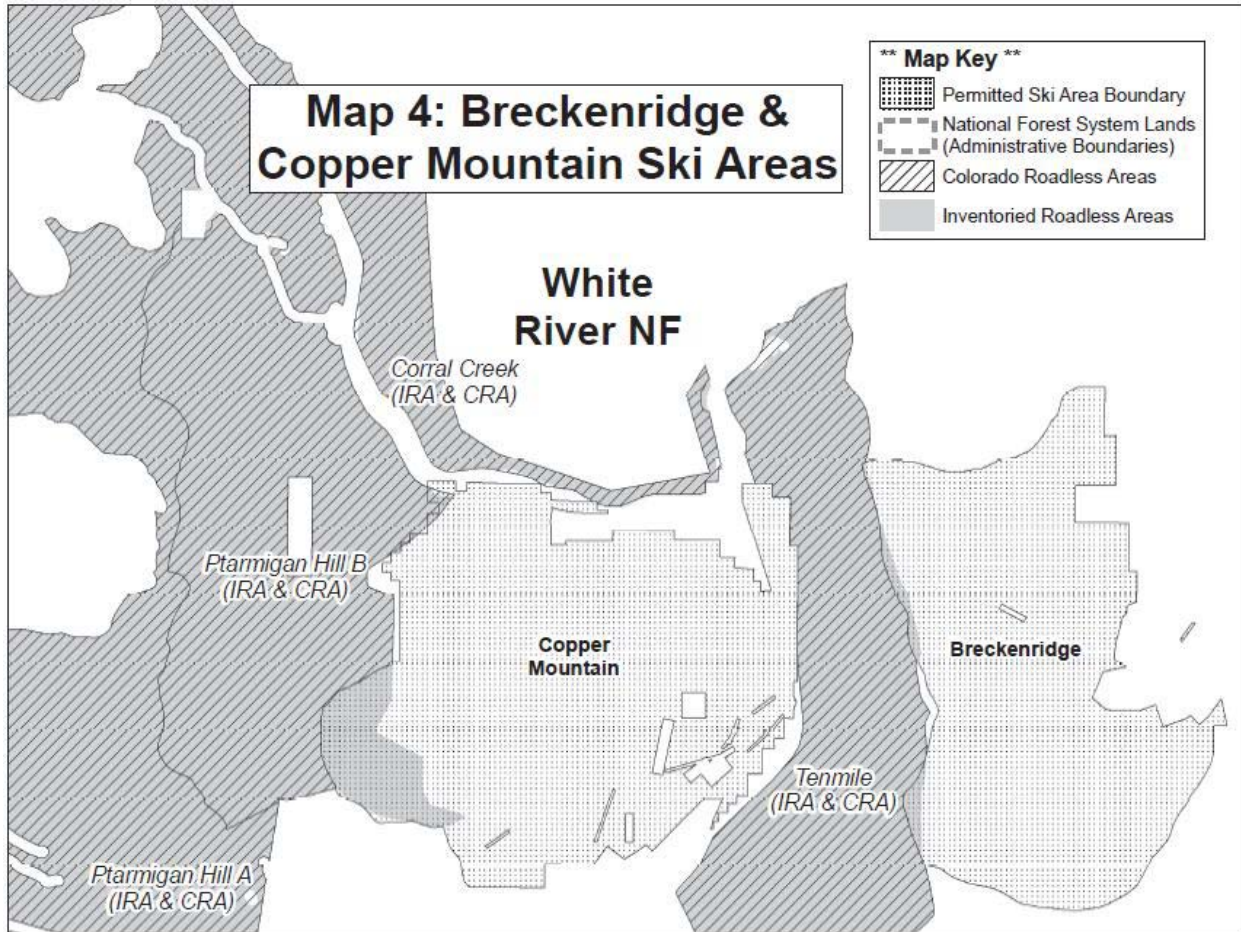 Map 4: Breckenridge &
Copper Mountain Ski Areas
** Map Key **
Permitted Ski Area Boundary
National Forest System Lands
(Administrative Boundaries)
Colorado Roadless Areas
Inventoried Roadless Areas
White
River NF
Corral Creek
(IRA & CRA)
Ptarmigan Hill B
(IRA & CRA)
Copper
Mountain
Breckenridge
Tenmile
(IRA & CRA)
Ptarmigan Hill A
(IRA & CRA)